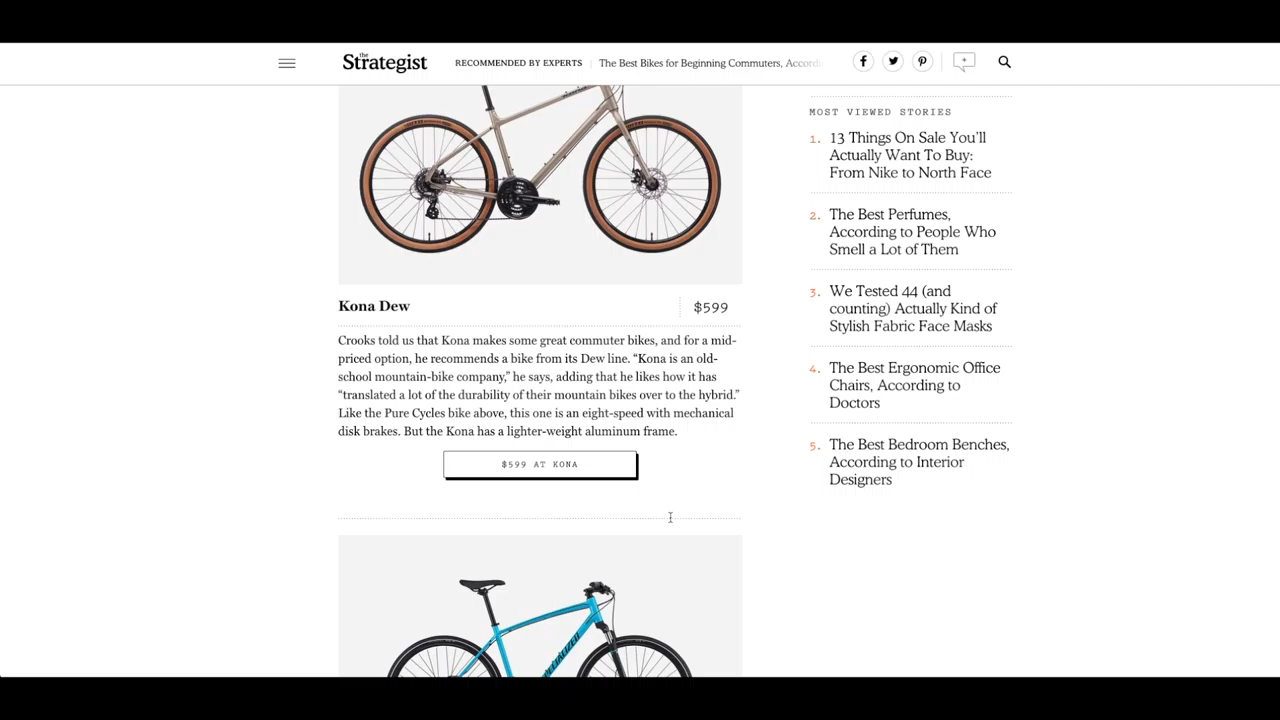 the Strategist
RECOMMENDED BY EXPERTS
The Best Bikes for Beginning Commuters, Accord
Kona Dew
$599
Crooks told us that Kona makes some great commuter bikes, and for a mid-
priced option, he recommends a bike from its Dew line. “Kona is an old-
school mountain-bike company,” he says, adding that he likes how it has
“translated a lot of the durability of their mountain bikes over to the hybrid.”
Like the Pure Cycles bike above, this one is an eight-speed with mechanical
disk brakes. But the Kona has a lighter-weight aluminum frame.
$599 AT KONA
SPECIALIZED
MOST VIEWED STORIES
1. 13 Things On Sale You’ll
Actually Want To Buy:
From Nike to North Face
2. The Best Perfumes,
According to People Who
Smell a Lot of Them
3. We Tested 44 (and
counting) Actually Kind of
Stylish Fabric Face Masks
4. The Best Ergonomic Office
Chairs, According to
Doctors
5. The Best Bedroom Benches,
According to Interior
Designers